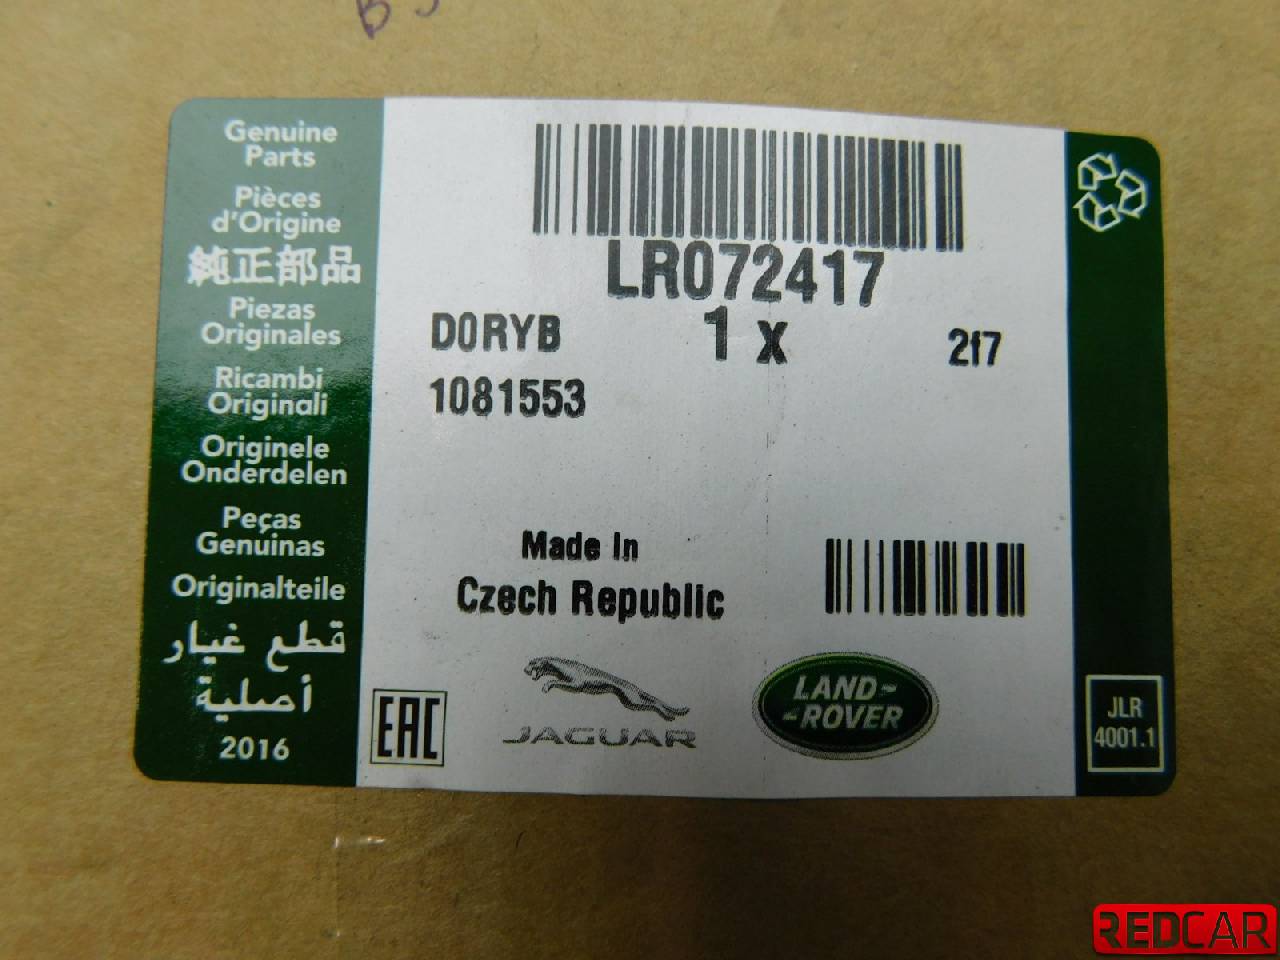 Genuine
Parts
Pièces
d'Origine
純正部品
Piezas
Originales
Ricambi
Originali
Originele
Onderdelen
Peças
Genuinas
Originalteile
قطع غيار
أصلية
2016
LR072417
D0RYB 1 x 2f7
1081553
Made In
Czech Republic
EAC
JAGUAR
LAND-
-ROVER
JLR
4001.1
REDCAR